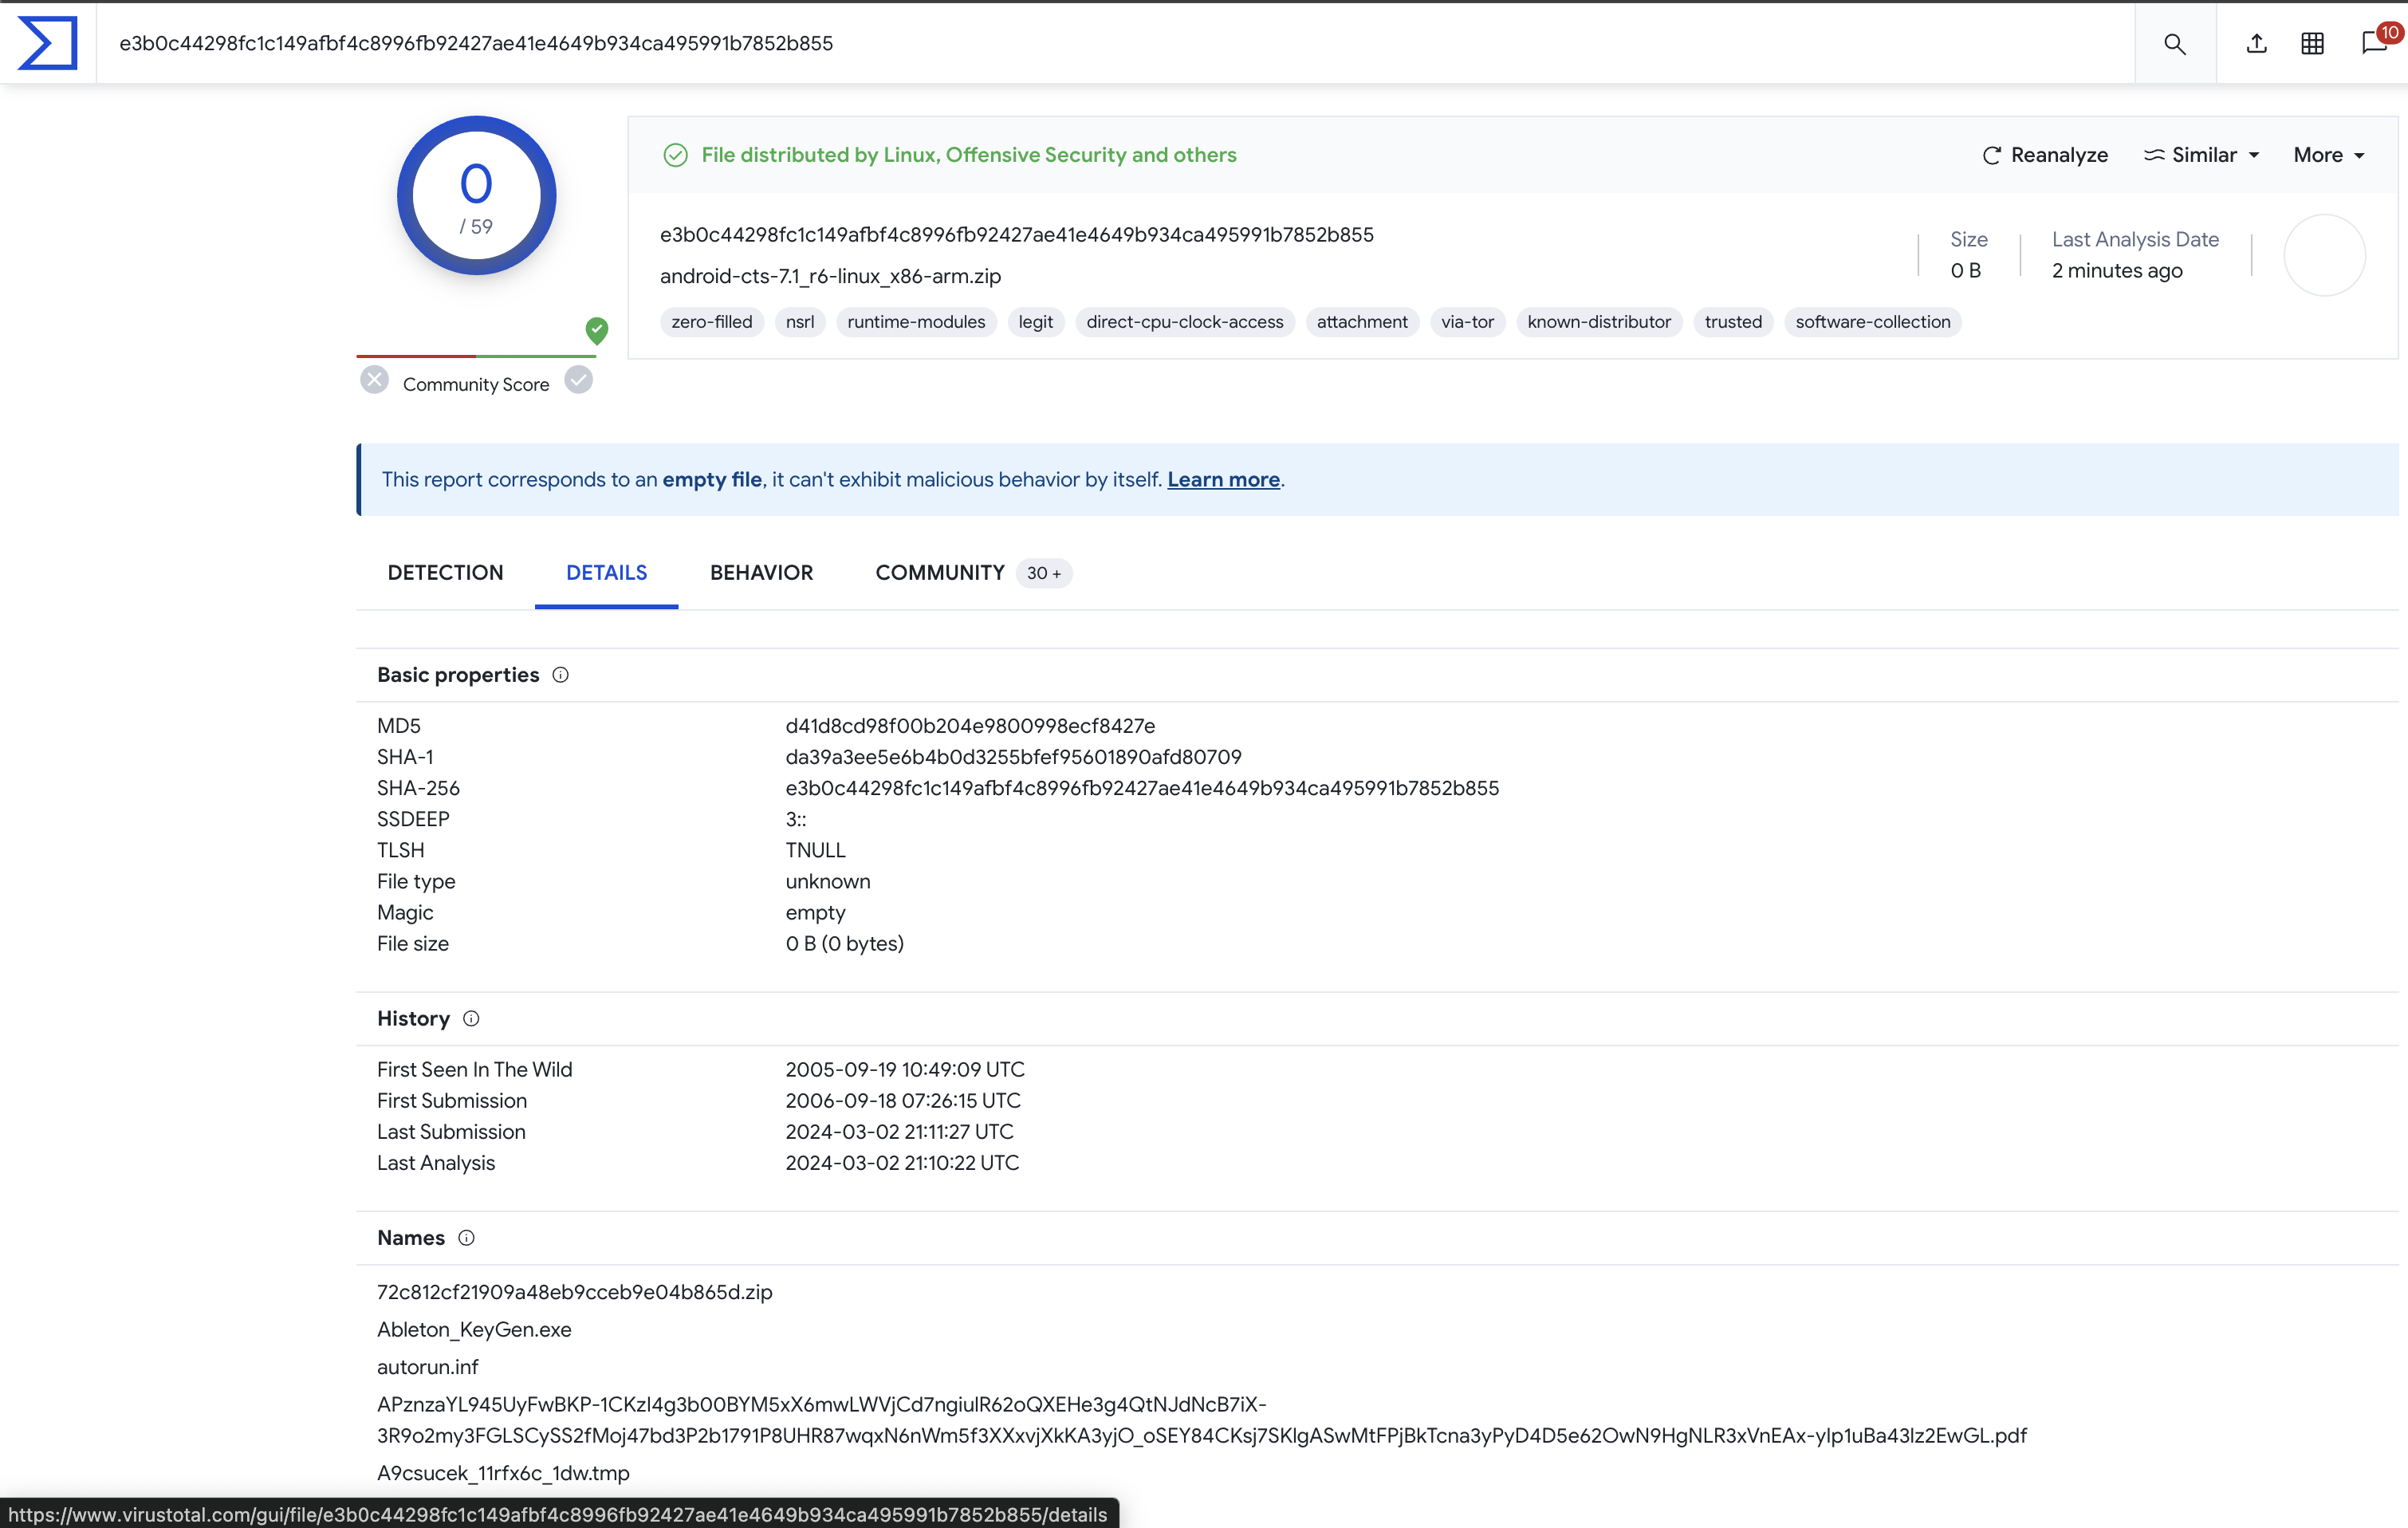 e3b0c44298fc1c149afbf4c8996fb92427ae41e4649b934ca495991b7852b855
10
0
/ 59
Community Score
File distributed by Linux, Offensive Security and others
Reanalyze
Similar
More
e3b0c44298fc1c149afbf4c8996fb92427ae41e4649b934ca495991b7852b855
android-cts-7.1_r6-linux_x86-arm.zip
zero-filled nsrl runtime-modules legit direct-cpu-clock-access attachment via-tor known-distributor trusted software-collection
Size
0 B
Last Analysis Date
2 minutes ago
This report corresponds to an empty file, it can't exhibit malicious behavior by itself. Learn more.
DETECTION DETAILS BEHAVIOR COMMUNITY 30 +
Basic properties
MD5 d41d8cd98f00b204e9800998ecf8427e
SHA-1 da39a3ee5e6b4b0d3255bfef95601890afd80709
SHA-256 e3b0c44298fc1c149afbf4c8996fb92427ae41e4649b934ca495991b7852b855
SSDEEP 3::
TLSH TNULL
File type unknown
Magic empty
File size 0 B (0 bytes)
History
First Seen In The Wild 2005-09-19 10:49:09 UTC
First Submission 2006-09-18 07:26:15 UTC
Last Submission 2024-03-02 21:11:27 UTC
Last Analysis 2024-03-02 21:10:22 UTC
Names
72c812cf21909a48eb9cceb9e04b865d.zip
Ableton_KeyGen.exe
autorun.inf
APznzaYL945UyFwBKP-1CKzI4g3b00BYM5xX6mwLWVjCd7ngiulR62oQXEHe3g4QtNJdNcB7iX-
3R9o2my3FGLSCySS2fMoj47bd3P2b1791P8UHR87wqxN6nWm5f3XXxvjXkKA3yjO_oSEY84CKsj7SKlgASwMtFPjBkTcna3yPyD4D5e62OwN9HgNLR3xVnEAx-yIp1uBa43Iz2EwGL.pdf
A9csucek_11rfx6c_1dw.tmp
https://www.virustotal.com/gui/file/e3b0c44298fc1c149afbf4c8996fb92427ae41e4649b934ca495991b7852b855/details